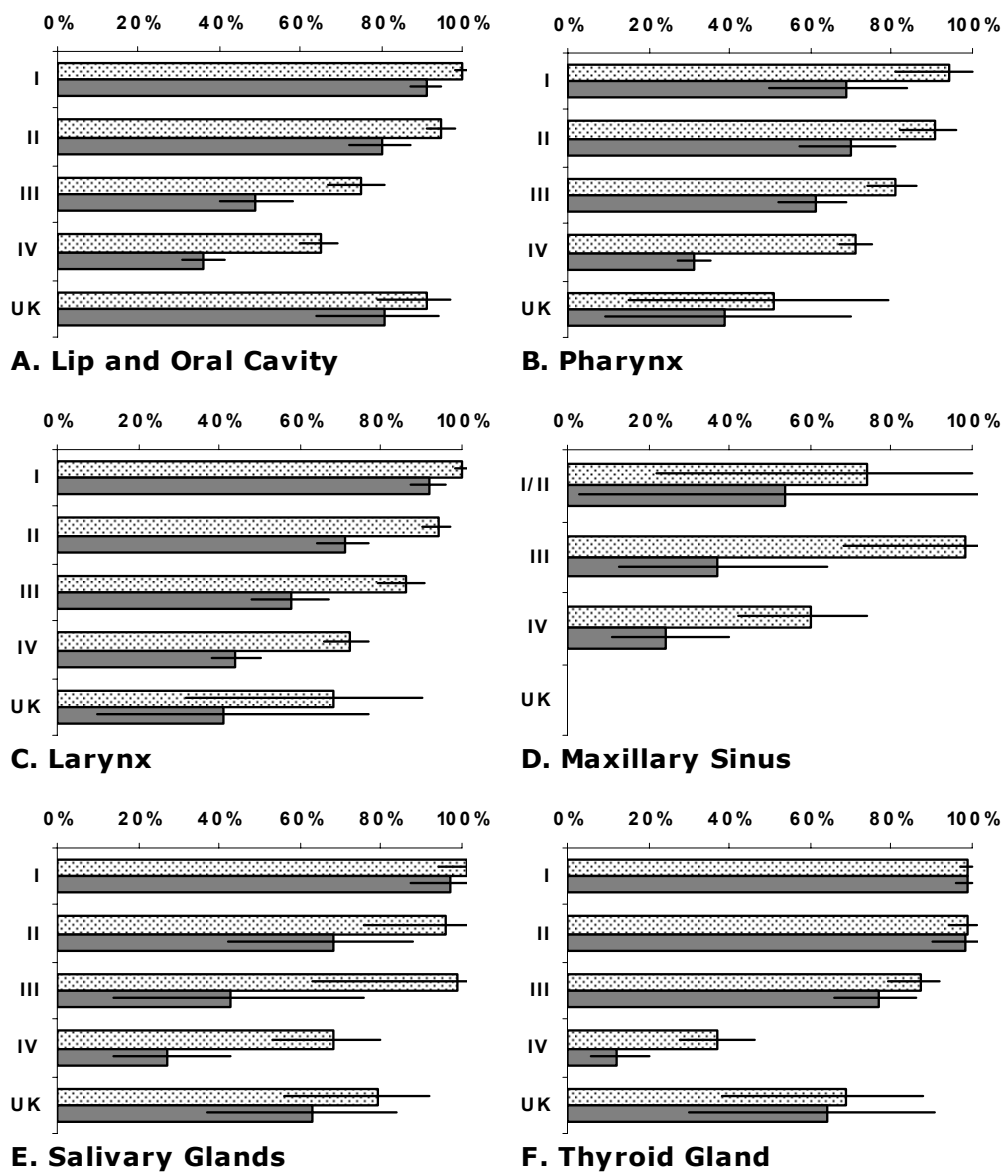 0% 20% 40% 60% 80% 100%
I
II
III
IV
UK
A. Lip and Oral Cavity
0% 20% 40% 60% 80% 100%
I
II
III
IV
UK
B. Pharynx
0% 20% 40% 60% 80% 100%
I
II
III
IV
UK
C. Larynx
0% 20% 40% 60% 80% 100%
I/II
III
IV
UK
D. Maxillary Sinus
0% 20% 40% 60% 80% 100%
I
II
III
IV
UK
E. Salivary Glands
0% 20% 40% 60% 80% 100%
I
II
III
IV
UK
F. Thyroid Gland